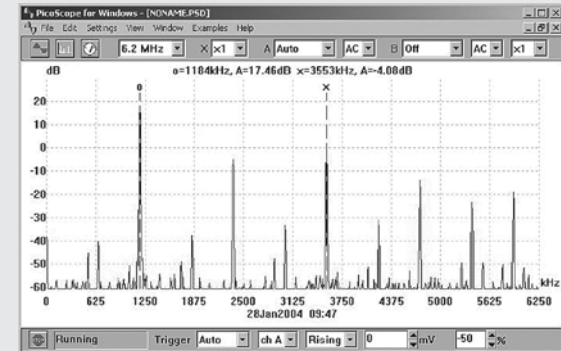 PicoScope for Windows - [NONAME.PSD]
File Edit Settings View Window Examples Help
6.2 MHz X x1 A Auto AC B Off AC x1
dB o=1184kHz, A=17.46dB x=3553kHz, A=-4.08dB
o x
20
10
0
-10
-20
-30
-40
-50
-60 kHz
0 625 1250 1875 2500 3125 3750 4375 5000 5625 6250
28Jan2004 09:47
Running Trigger Auto ch A Rising 0 mV -50 %